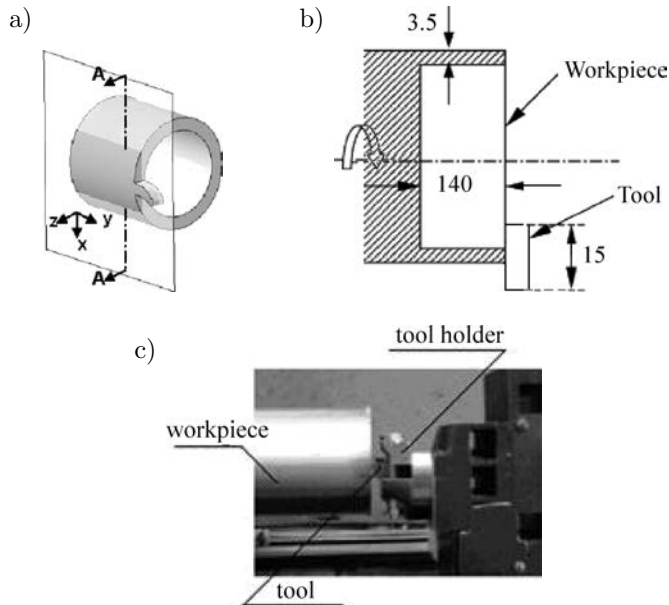 a)
A
z
y
x
A
b)
3.5
Workpiece
140
Tool
15
c)
tool holder
workpiece
tool